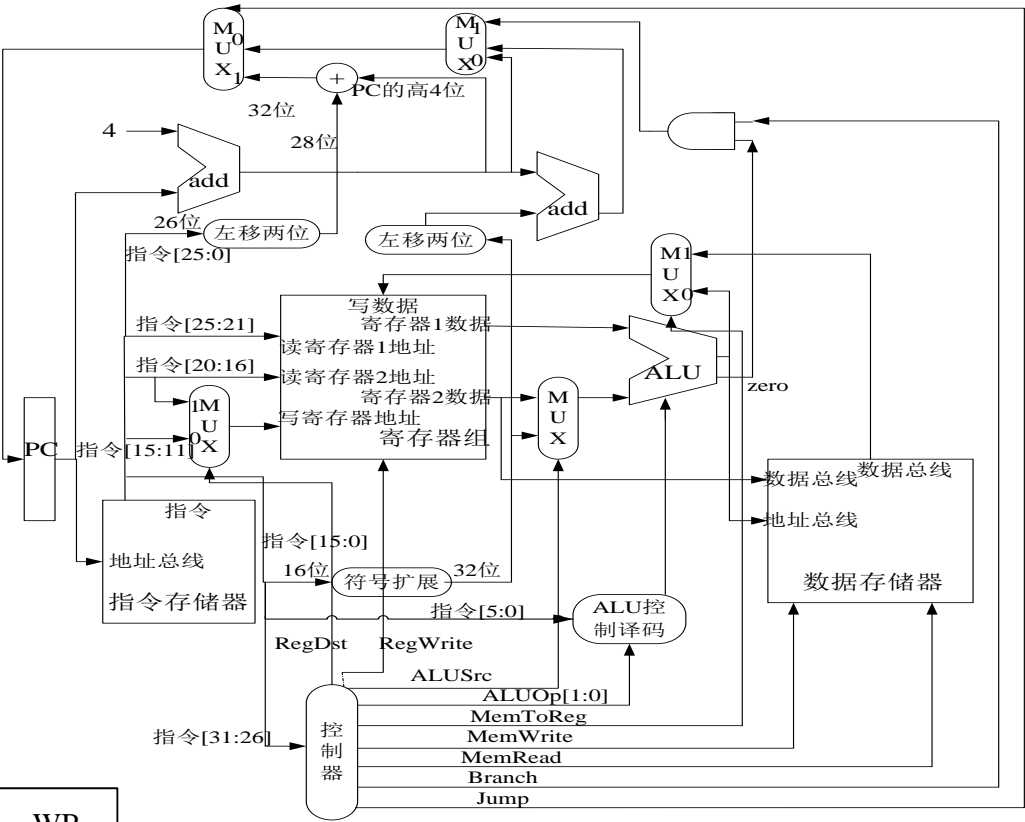 M
U
X
0
1
M
U
X
1
0
PC的高4位
32位
28位
4
add
add
26位
左移两位
左移两位
指令[25:0]
M
U
X
1
0
写数据
寄存器1数据
指令[25:21]
读寄存器1地址
指令[20:16]
读寄存器2地址
寄存器2数据
ALU
zero
M
U
X
1
0
写寄存器地址
寄存器组
M
U
X
PC
指令[15:11]
数据总线
数据总线
指令
地址总线
指令[15:0]
地址总线
16位
符号扩展
32位
指令存储器
数据存储器
指令[5:0]
ALU控
制译码
RegDst
RegWrite
ALUSrc
ALUOp[1:0]
MemToReg
指令[31:26]
控
制
器
MemWrite
MemRead
Branch
Jump
+